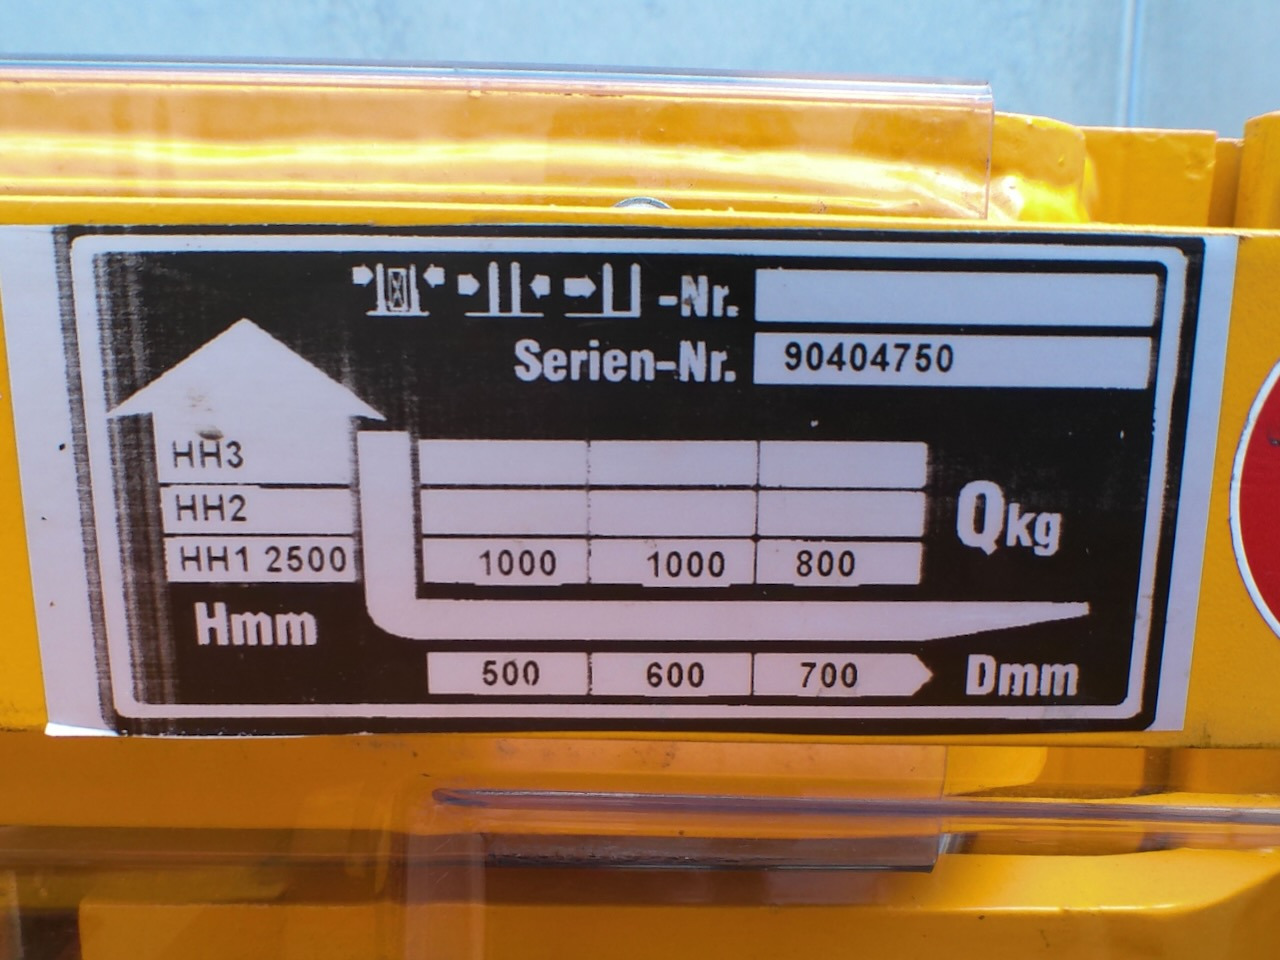 -Nr.
Serien-Nr. 90404750
HH3
HH2
HH1 2500 1000 1000 800
Qkg
Hmm
500 600 700 Dmm